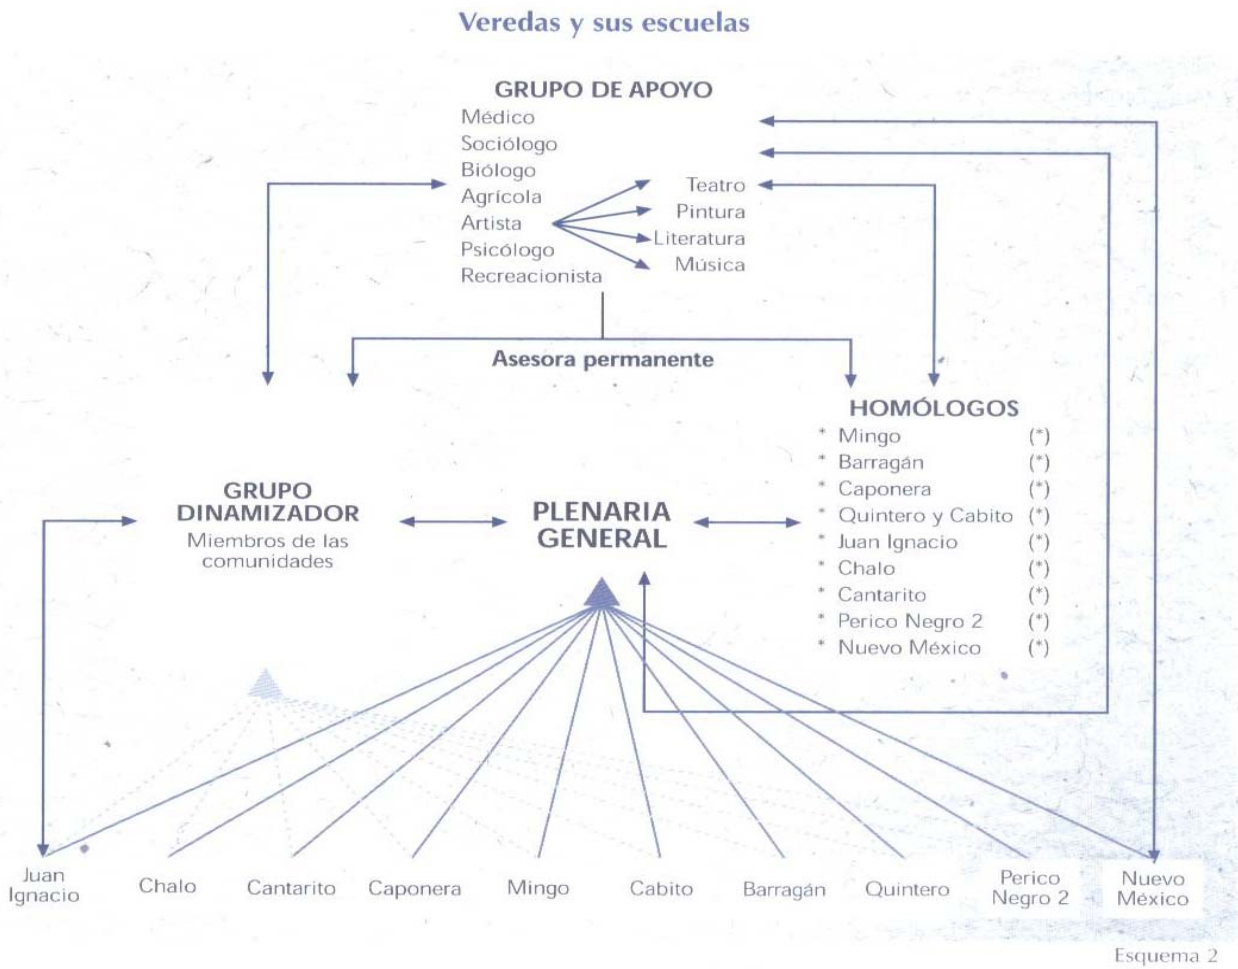 Veredas y sus escuelas
GRUPO DE APOYO
Médico
Sociólogo
Biólogo
Agrícola
Artista
Psicólogo
Recreacionista
Teatro
Pintura
Literatura
Música
Asesora permanente
GRUPO
DINAMIZADOR
Miembros de las
comunidades
PLENARIA
GENERAL
HOMÓLOGOS
* Mingo (*)
* Barragán (*)
* Caponera (*)
* Quintero y Cabito (*)
* Juan Ignacio (*)
* Chalo (*)
* Cantarito (*)
* Perico Negro 2 (*)
* Nuevo México (*)
Juan
Ignacio
Chalo
Cantarito
Caponera
Mingo
Cabito
Barragán
Quintero
Perico
Negro 2
Nuevo
México
Esquema 2